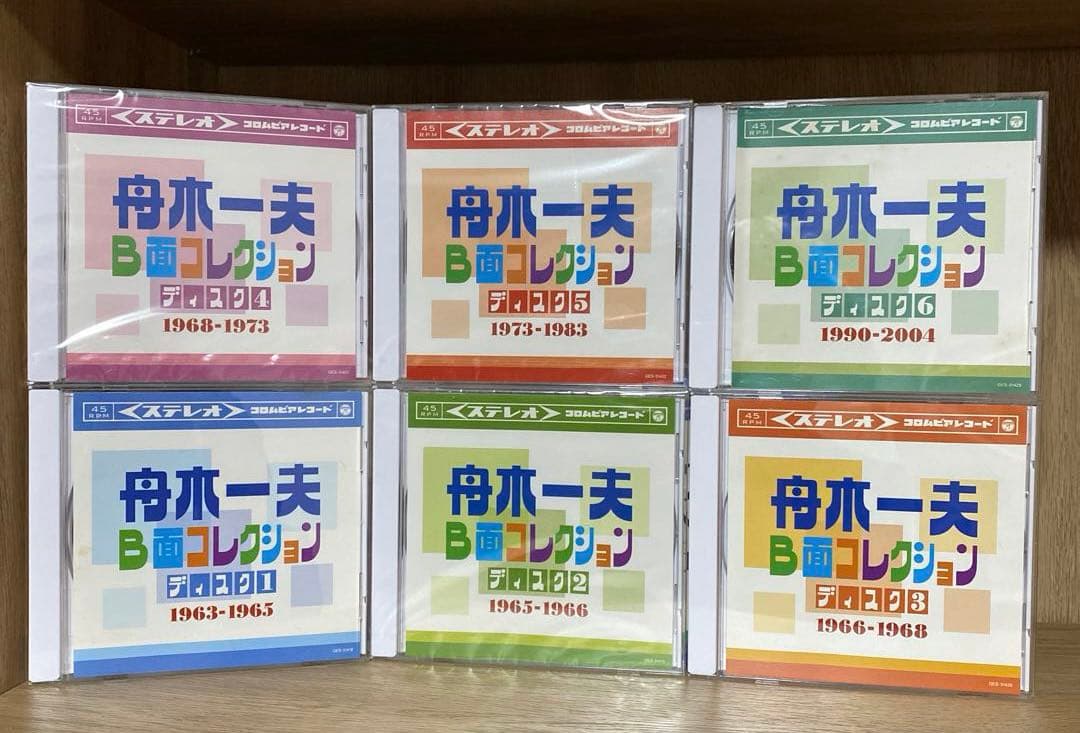 45 RPM
ステレオ
コロムビアレコード
舟木一夫
B面コレクション
ディスク4
1968-1973
45 RPM
ステレオ
コロムビアレコード
舟木一夫
B面コレクション
ディスク5
1973-1983
45 RPM
ステレオ
コロムビアレコード
舟木一夫
B面コレクション
ディスク6
1990-2004
45 RPM
ステレオ
コロムビアレコード
舟木一夫
B面コレクション
ディスク1
1963-1965
45 RPM
ステレオ
コロムビアレコード
舟木一夫
B面コレクション
ディスク2
1965-1966
45 RPM
ステレオ
コロムビアレコード
舟木一夫
B面コレクション
ディスク3
1966-1968